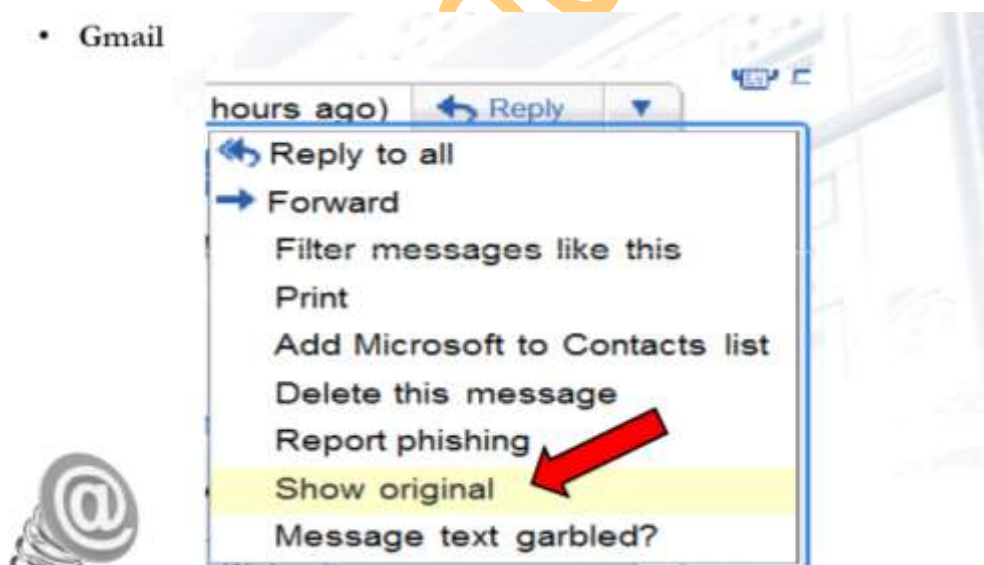 • Gmail
hours ago) Reply
Reply to all
Forward
Filter messages like this
Print
Add Microsoft to Contacts list
Delete this message
Report phishing
Show original
Message text garbled?